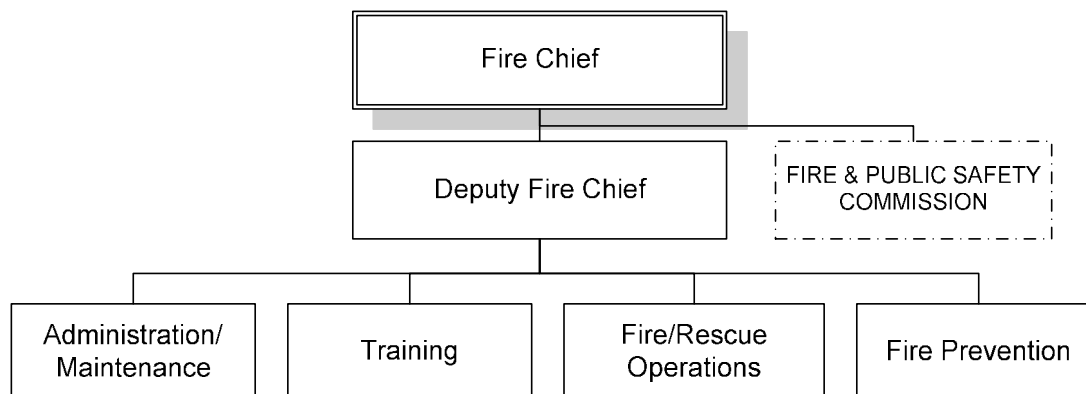 Fire Chief
Deputy Fire Chief
FIRE & PUBLIC SAFETY
COMMISSION
Administration/
Maintenance
Training
Fire/Rescue
Operations
Fire Prevention